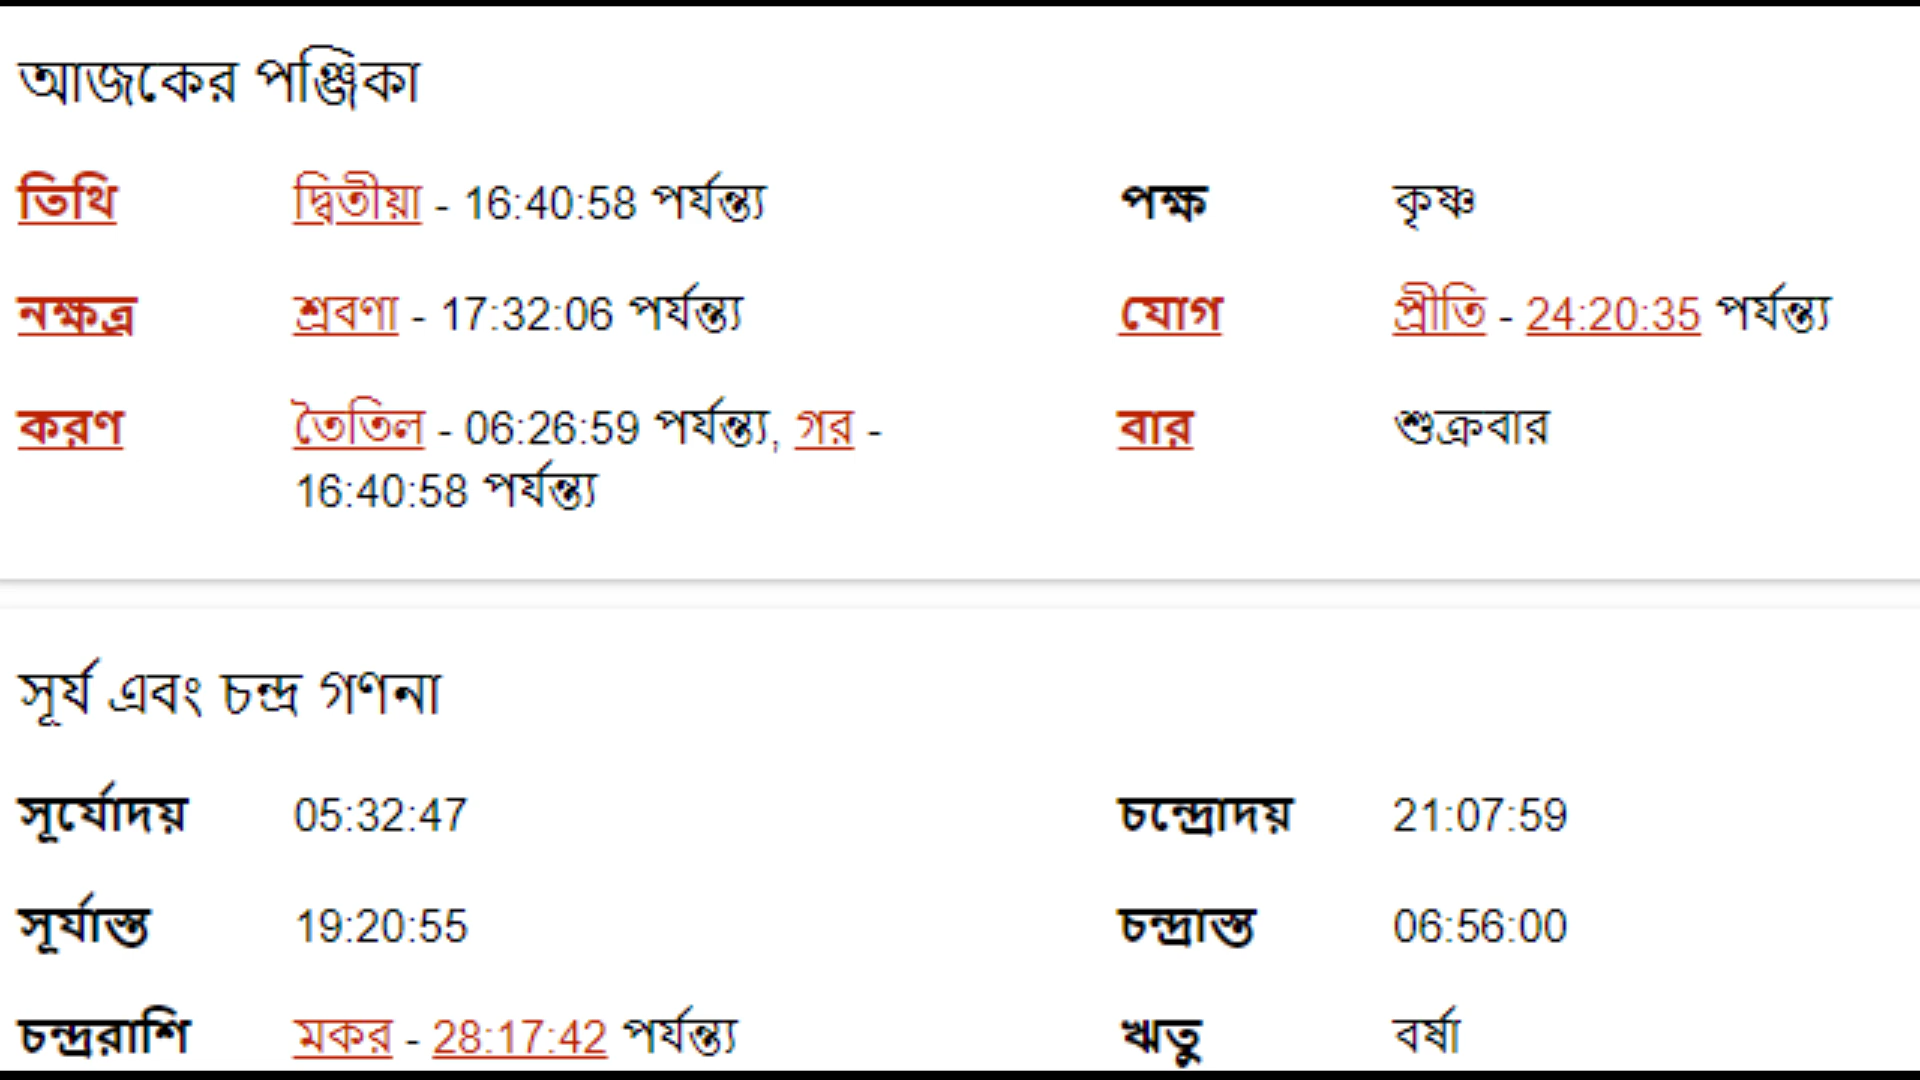 আজকের পঞ্জিকা
তিথি দ্বিতীয়া - 16:40:58 পর্যন্ত্য পক্ষ কৃষ্ণ
নক্ষত্র শ্রবণা - 17:32:06 পর্যন্ত্য যোগ প্রীতি - 24:20:35 পর্যন্ত্য
করণ তৈতিল - 06:26:59 পর্যন্ত্য, গর - বার শুক্রবার
16:40:58 পর্যন্ত্য
সূর্য এবং চন্দ্র গণনা
সূর্যোদয় 05:32:47 চন্দ্রোদয় 21:07:59
সূর্যাস্ত 19:20:55 চন্দ্রাস্ত 06:56:00
চন্দ্ররাশি মকর - 28:17:42 পর্যন্ত্য ঋতু বর্ষা